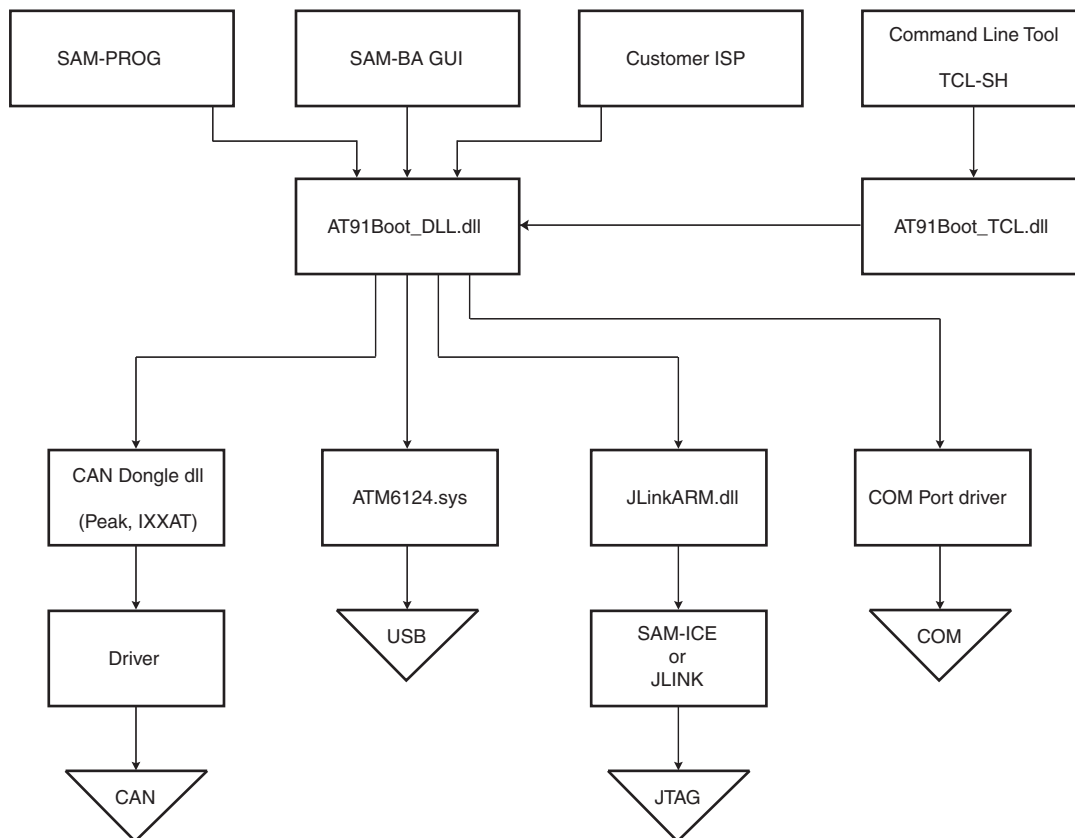 SAM-PROG
SAM-BA GUI
Customer ISP
Command Line Tool
TCL-SH
AT91Boot_DLL.dll
AT91Boot_TCL.dll
CAN Dongle dll
(Peak, IXXAT)
ATM6124.sys
JLinkARM.dll
COM Port driver
Driver
USB
SAM-ICE
or
JLINK
COM
CAN
JTAG